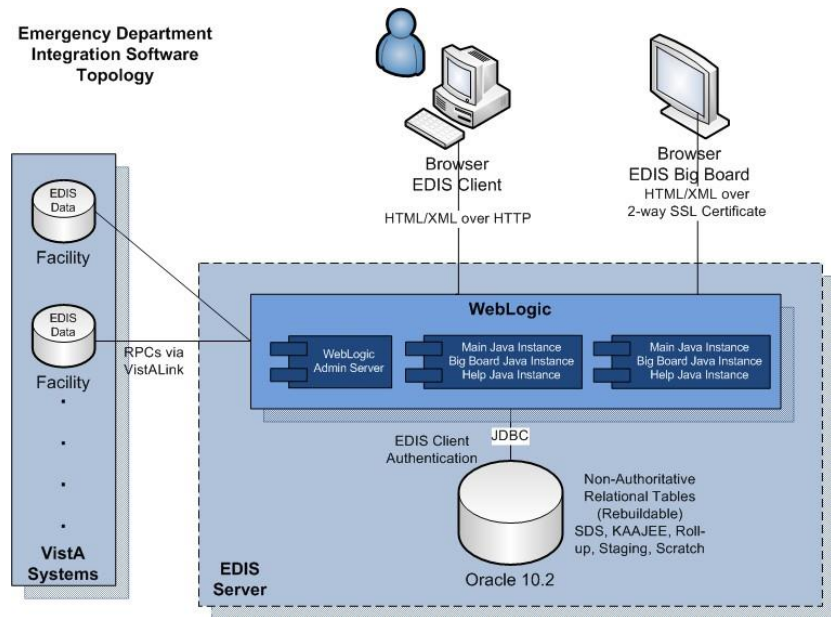 Emergency Department
Integration Software
Topology
Browser
EDIS Client
HTML/XML over HTTP
Browser
EDIS Big Board
HTML/XML over
2-way SSL Certificate
EDIS
Data
Facility
EDIS
Data
Facility
.
.
.
.
VistA
Systems
RPCs via
VistALink
WebLogic
WebLogic
Admin Server
Main Java Instance
Big Board Java Instance
Help Java Instance
Main Java Instance
Big Board Java Instance
Help Java Instance
EDIS Client
Authentication
JDBC
Non-Authoritative
Relational Tables
(Rebuildable)
SDS, KAAJEE, Roll-
up, Staging, Scratch
Oracle 10.2
EDIS
Server